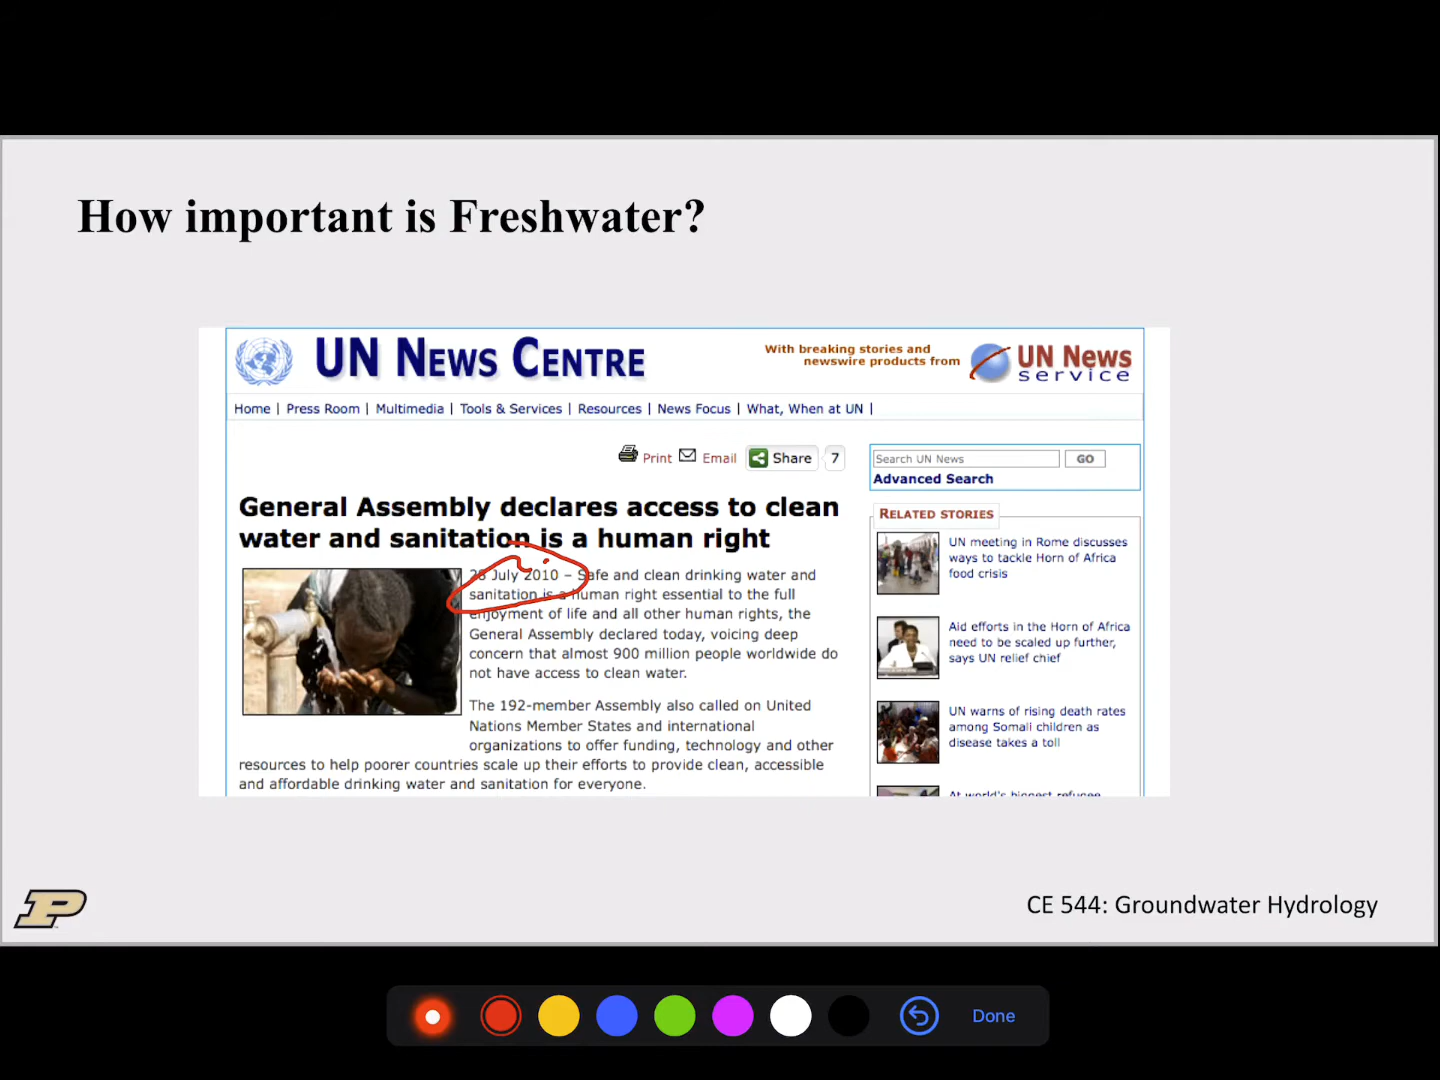 How important is Freshwater?
UN NEWS CENTRE
With breaking stories and
newswire products from
UN NEWS
service
Home | Press Room | Multimedia | Tools & Services | Resources | News Focus | What, When at UN |
Print Email Share 7
Search UN News GO
Advanced Search
General Assembly declares access to clean
water and sanitation is a human right
28 July 2010 – Safe and clean drinking water and
sanitation is a human right essential to the full
enjoyment of life and all other human rights, the
General Assembly declared today, voicing deep
concern that almost 900 million people worldwide do
not have access to clean water.
The 192-member Assembly also called on United
Nations Member States and international
organizations to offer funding, technology and other
resources to help poorer countries scale up their efforts to provide clean, accessible
and affordable drinking water and sanitation for everyone.
RELATED STORIES
UN meeting in Rome discusses
ways to tackle Horn of Africa
food crisis
Aid efforts in the Horn of Africa
need to be scaled up further,
says UN relief chief
UN warns of rising death rates
among Somali children as
disease takes a toll
At world's biggest refugee
P
CE 544: Groundwater Hydrology
Done